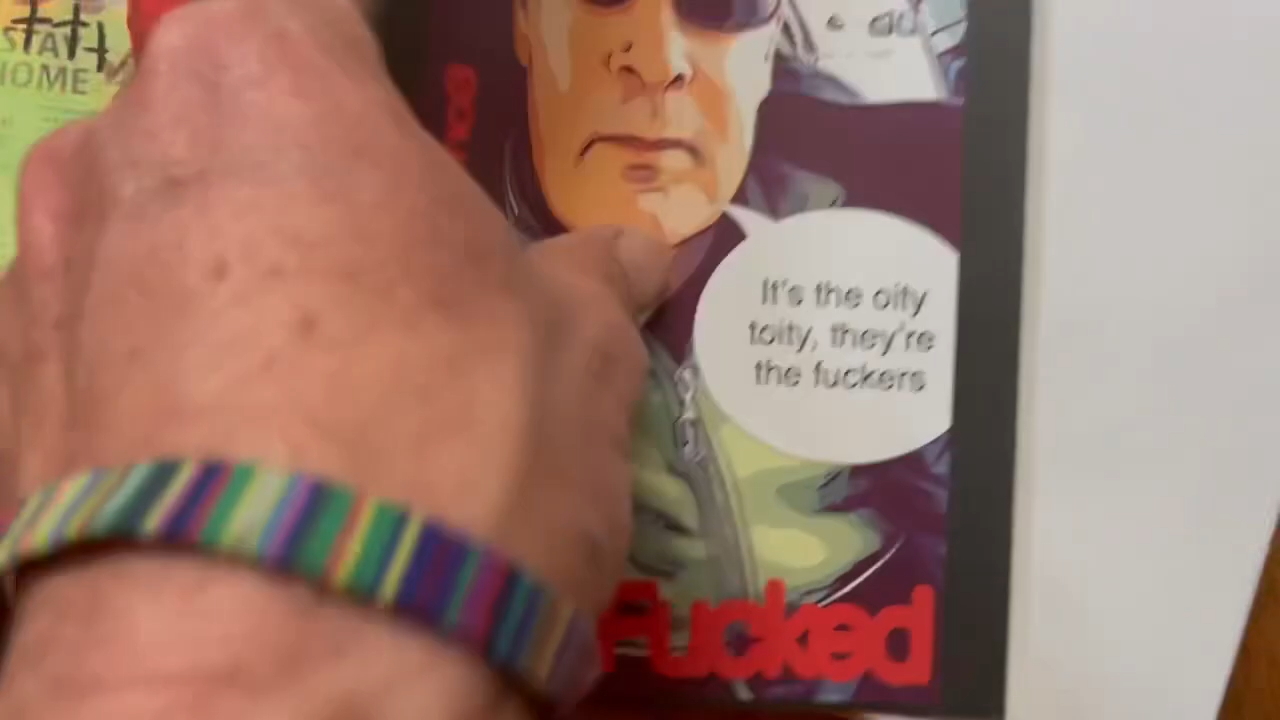 STAY
HOME
It's the oity
toity, they're
the fuckers
Fucked